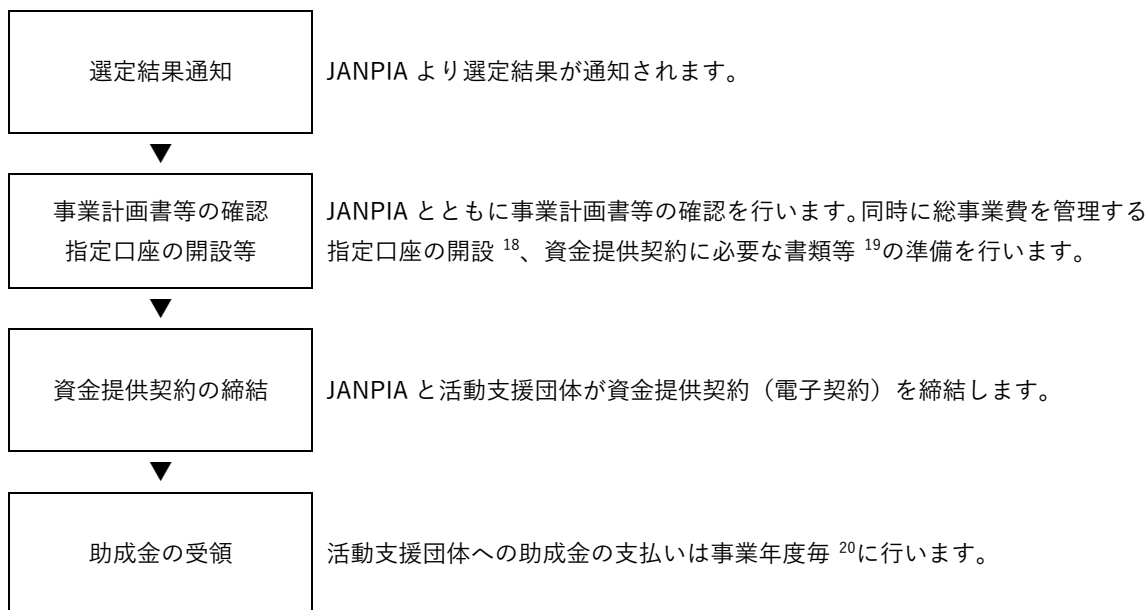 選定結果通知
JANPIA より選定結果が通知されます。
▼
事業計画書等の確認
指定口座の開設等
JANPIA とともに事業計画書等の確認を行います。同時に総事業費を管理する
指定口座の開設 18、資金提供契約に必要な書類等 19の準備を行います。
▼
資金提供契約の締結
JANPIA と活動支援団体が資金提供契約（電子契約）を締結します。
▼
助成金の受領
活動支援団体への助成金の支払いは事業年度毎 20に行います。